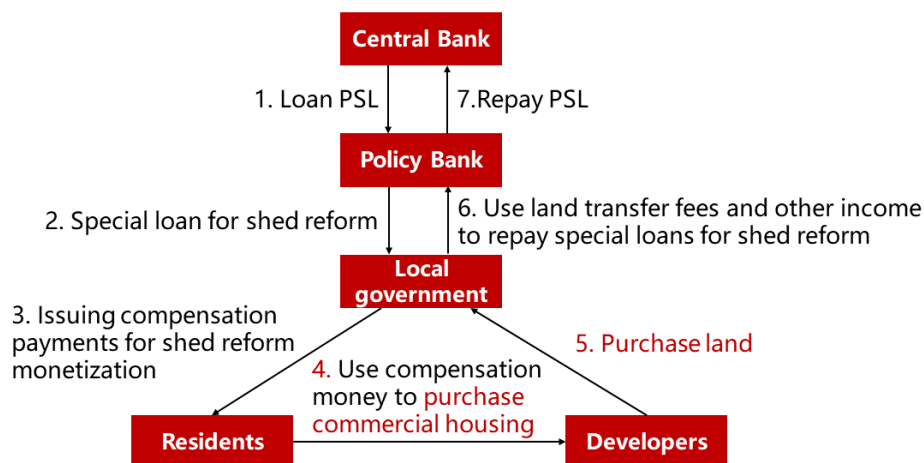 Central Bank
1. Loan PSL
7.Repay PSL
Policy Bank
2. Special loan for shed reform
6. Use land transfer fees and other income
to repay special loans for shed reform
Local
government
3. Issuing compensation
payments for shed reform
monetization
4. Use compensation
money to purchase
commercial housing
5. Purchase land
Residents
Developers